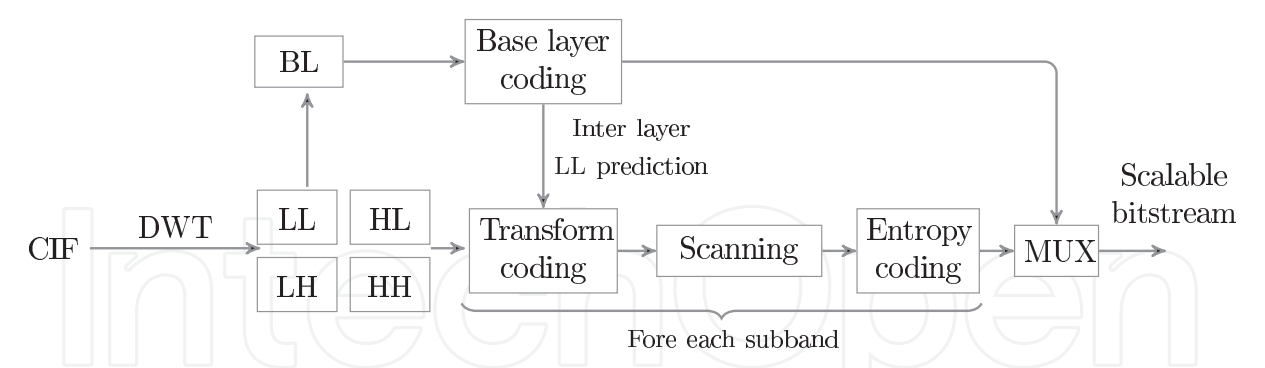 BL
Base layer
coding
Inter layer
LL prediction
CIF
DWT
LL
HL
LH
HH
Transform
coding
Scanning
Entropy
coding
MUX
Scalable
bitstream
Fore each subband
IntechOpen